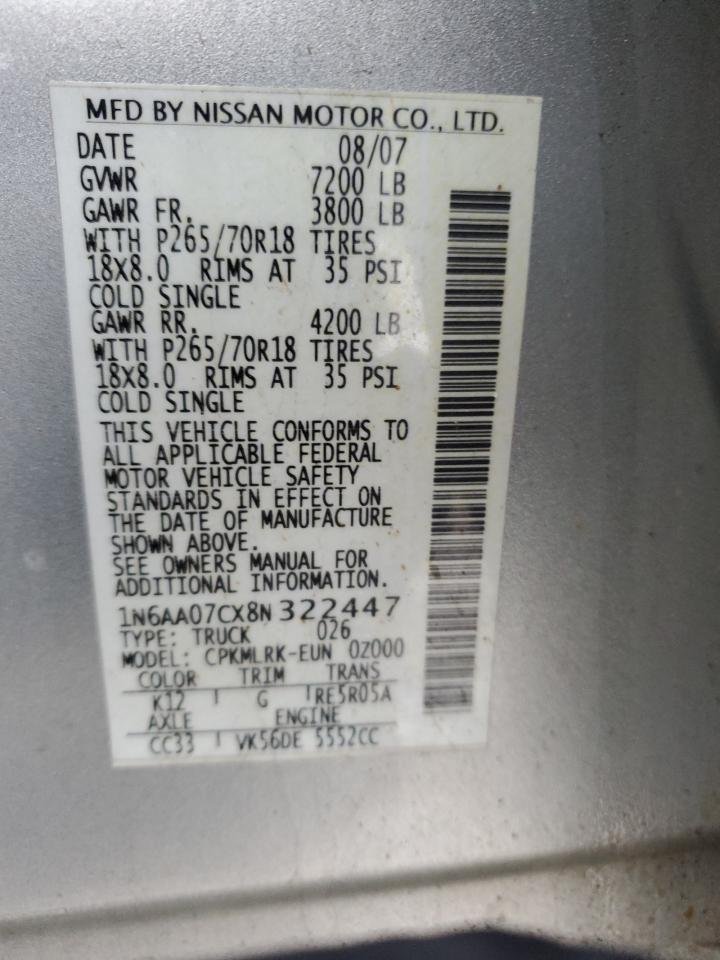 MFD BY NISSAN MOTOR CO., LTD.
DATE 08/07
GVWR 7200 LB
GAWR FR. 3800 LB
WITH P265/70R18 TIRES
18X8.0 RIMS AT 35 PSI
COLD SINGLE
GAWR RR. 4200 LB
WITH P265/70R18 TIRES
18X8.0 RIMS AT 35 PSI
COLD SINGLE
THIS VEHICLE CONFORMS TO
ALL APPLICABLE FEDERAL
MOTOR VEHICLE SAFETY
STANDARDS IN EFFECT ON
THE DATE OF MANUFACTURE
SHOWN ABOVE.
SEE OWNERS MANUAL FOR
ADDITIONAL INFORMATION.
1N6AA07CX8N322447
TYPE: TRUCK 026
MODEL: CPKMLRK-EUN 0Z000
COLOR TRIM TRANS
K12 G RE5R05A
AXLE ENGINE
CC33 VK56DE 5552CC